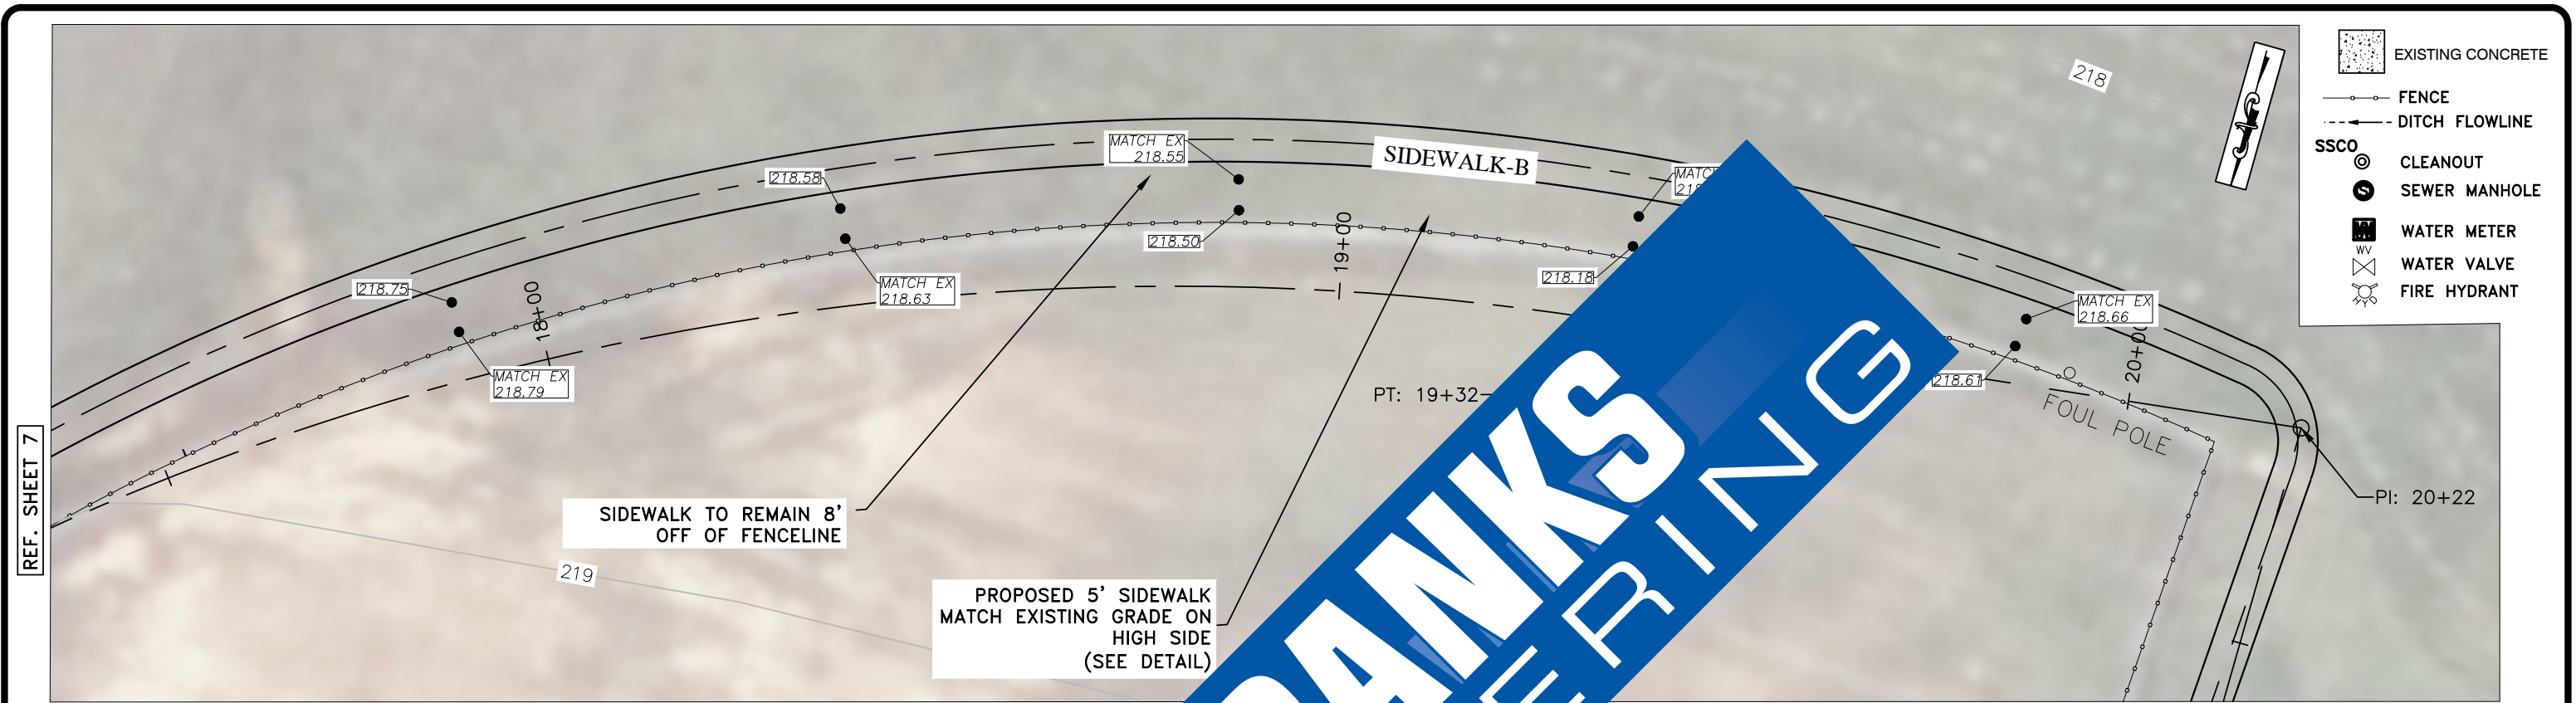 EXISTING CONCRETE
FENCE
DITCH FLOWLINE
SSCO
CLEANOUT
S
SEWER MANHOLE
W
WATER METER
WV
WATER VALVE
FIRE HYDRANT
218
MATCH EX
218.55
SIDEWALK-B
218.58
218.50
19+00
218.18
218.75
MATCH EX
218.63
18+00
MATCH EX
218.79
MATCH EX
218.66
20+00
218.61
PT: 19+32
FOUL POLE
PI: 20+22
REF. SHEET 7
SIDEWALK TO REMAIN 8'
OFF OF FENCELINE
219
PROPOSED 5' SIDEWALK
MATCH EXISTING GRADE ON
HIGH SIDE
(SEE DETAIL)
ANKS
ERING